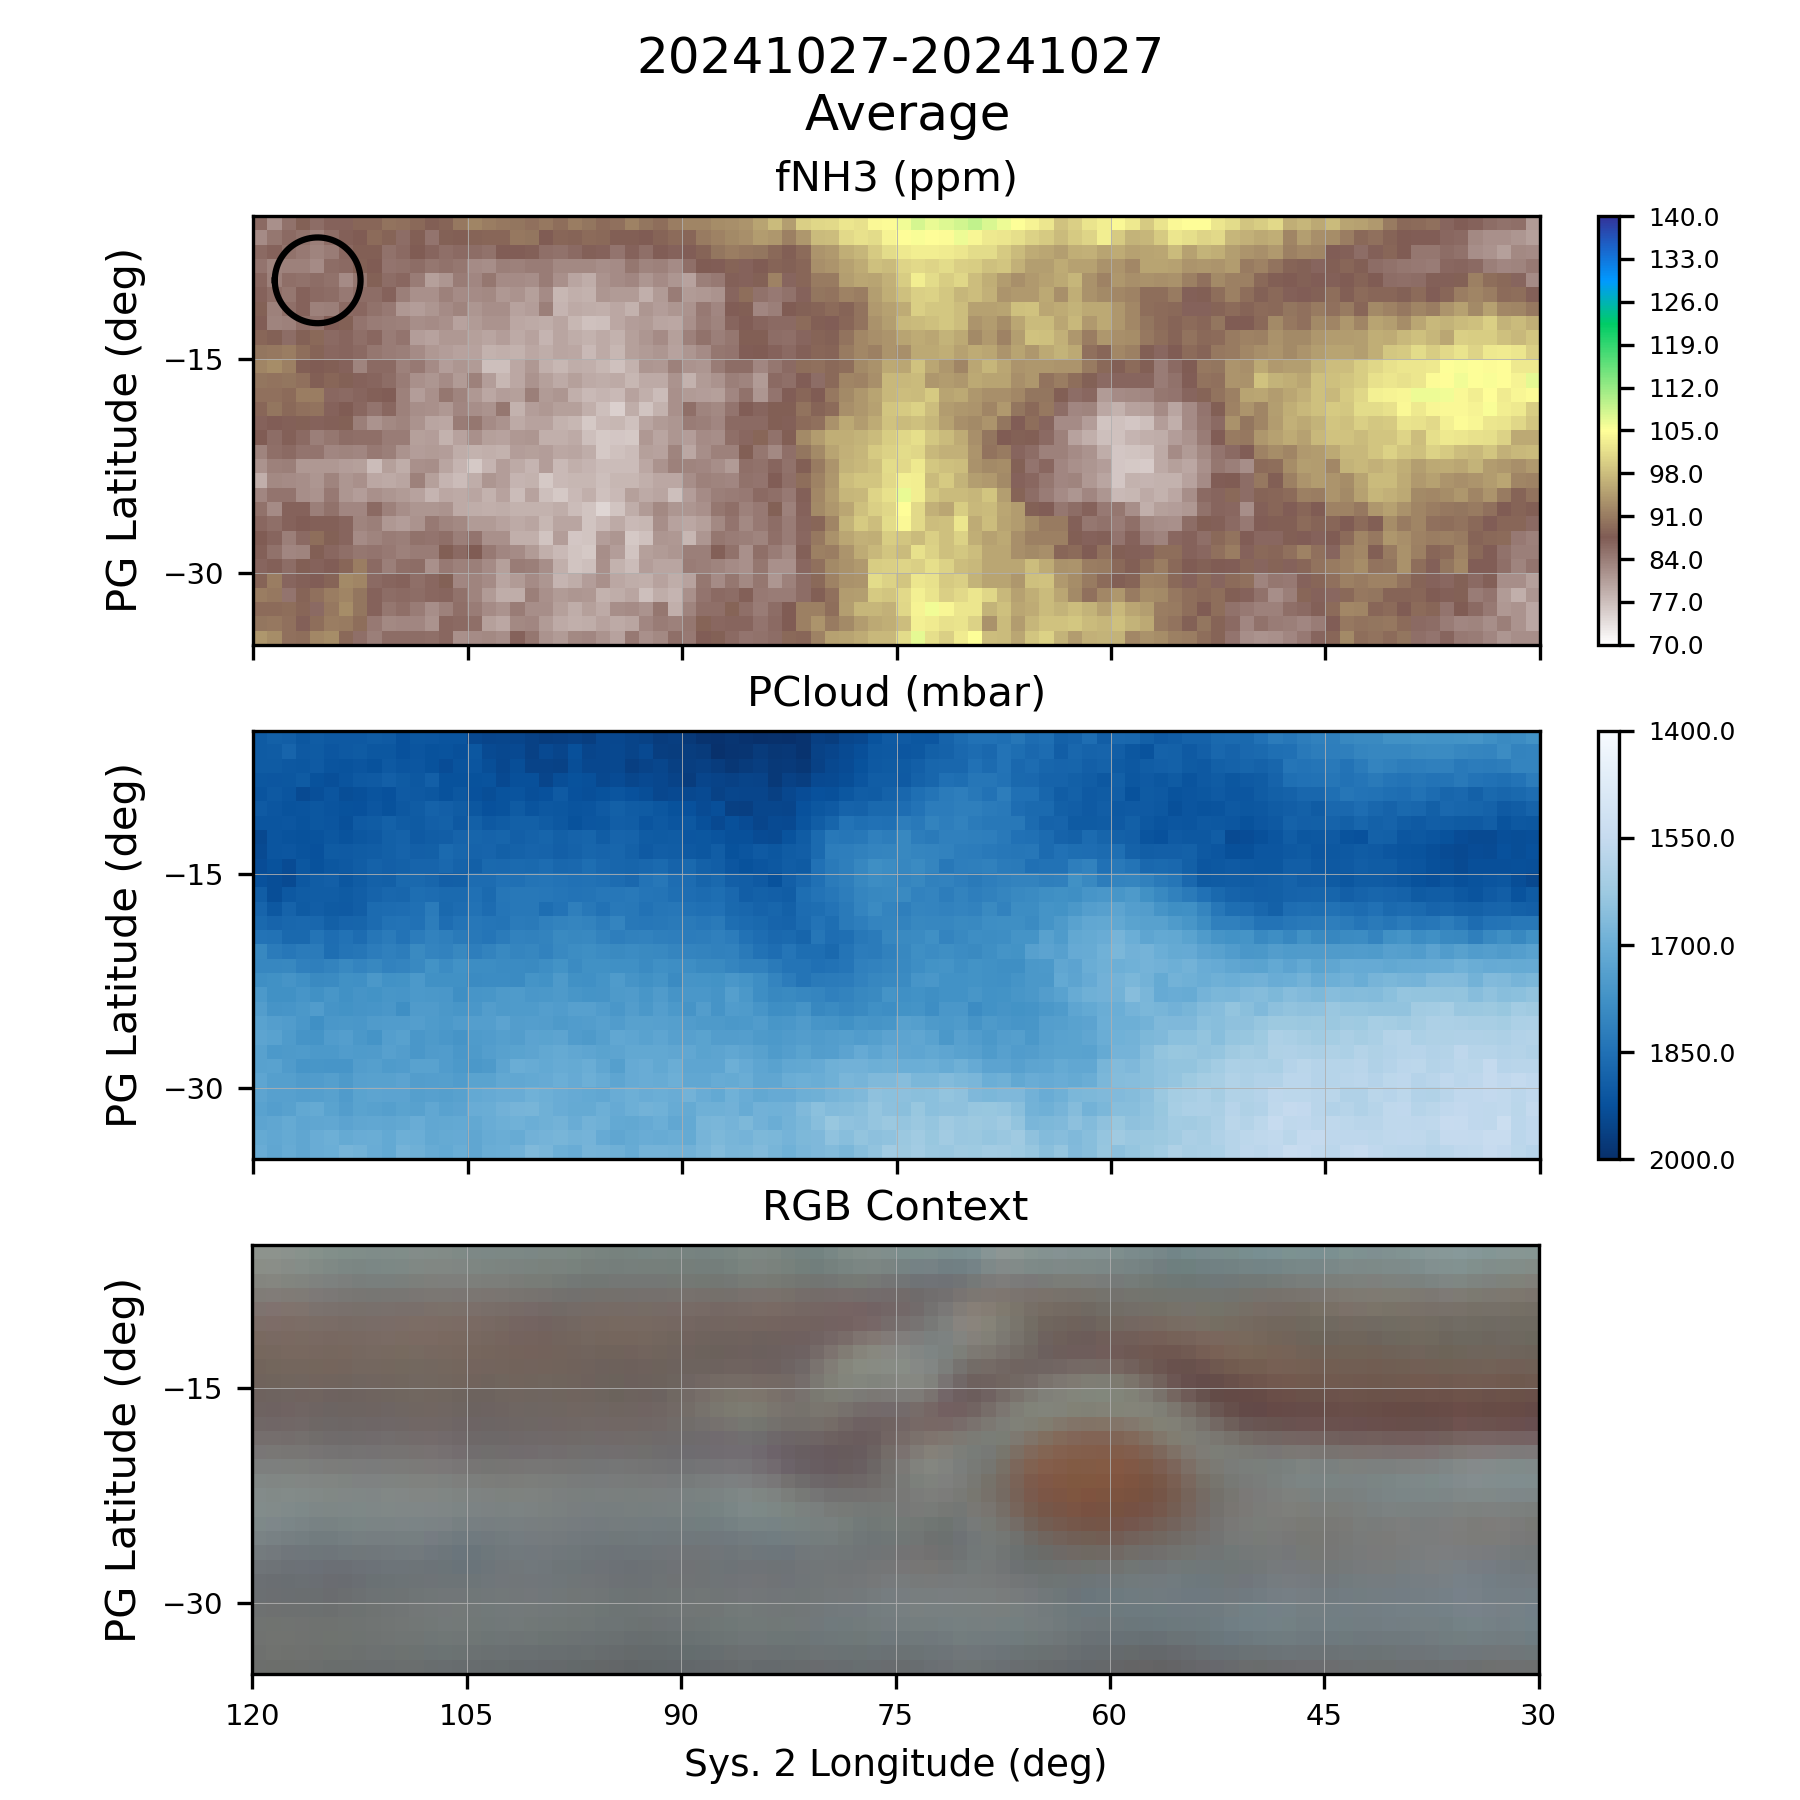 20241027-20241027
Average
fNH3 (ppm)
PG Latitude (deg)
−15
−30
140.0
133.0
126.0
119.0
112.0
105.0
98.0
91.0
84.0
77.0
70.0
PCloud (mbar)
PG Latitude (deg)
−15
−30
1400.0
1550.0
1700.0
1850.0
2000.0
RGB Context
PG Latitude (deg)
−15
−30
120 105 90 75 60 45 30
Sys. 2 Longitude (deg)